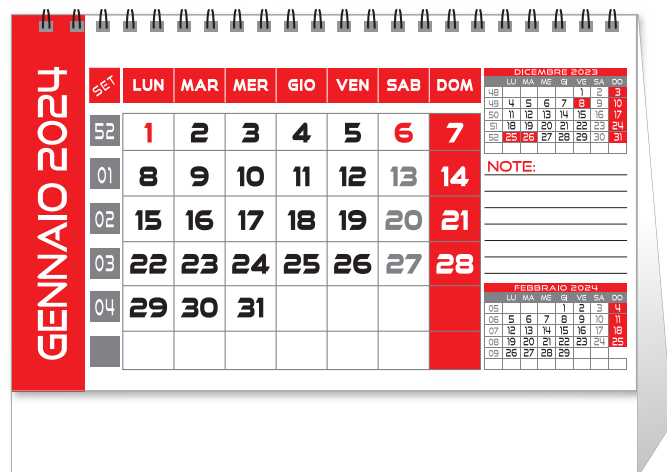 GENNAIO 2024
SET LUN MAR MER GIO VEN SAB DOM
52 1 2 3 4 5 6 7
01 8 9 10 11 12 13 14
02 15 16 17 18 19 20 21
03 22 23 24 25 26 27 28
04 29 30 31
DICEMBRE 2023
LU MA ME GI VE SA DO
48 1 2 3
49 4 5 6 7 8 9 10
50 11 12 13 14 15 16 17
51 18 19 20 21 22 23 24
52 25 26 27 28 29 30 31
NOTE:
FEBBRAIO 2024
LU MA ME GI VE SA DO
05 1 2 3 4
06 5 6 7 8 9 10 11
07 12 13 14 15 16 17 18
08 19 20 21 22 23 24 25
09 26 27 28 29